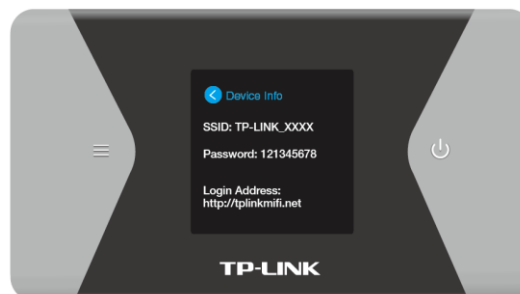 Device Info
SSID: TP-LINK_XXXX
Password: 121345678
Login Address:
http://tplinkmifi.net
TP-LINK